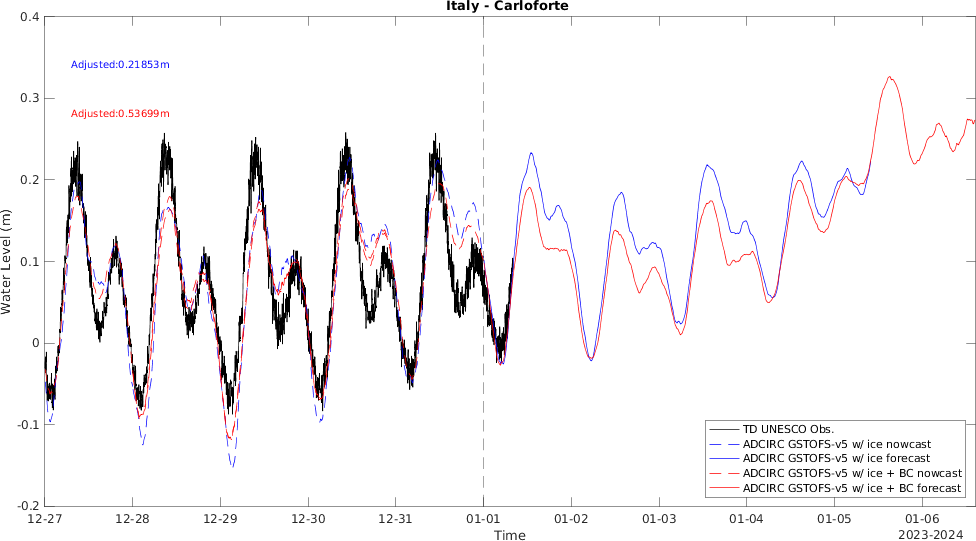 Italy - Carloforte
0.4
0.3
0.2
0.1
0
-0.1
-0.2
Water Level (m)
Adjusted:0.21853m
Adjusted:0.53699m
TD UNESCO Obs.
ADCIRC GSTOFS-v5 w/ ice nowcast
ADCIRC GSTOFS-v5 w/ ice forecast
ADCIRC GSTOFS-v5 w/ ice + BC nowcast
ADCIRC GSTOFS-v5 w/ ice + BC forecast
12-27 12-28 12-29 12-30 12-31 01-01 01-02 01-03 01-04 01-05 01-06
Time
2023-2024